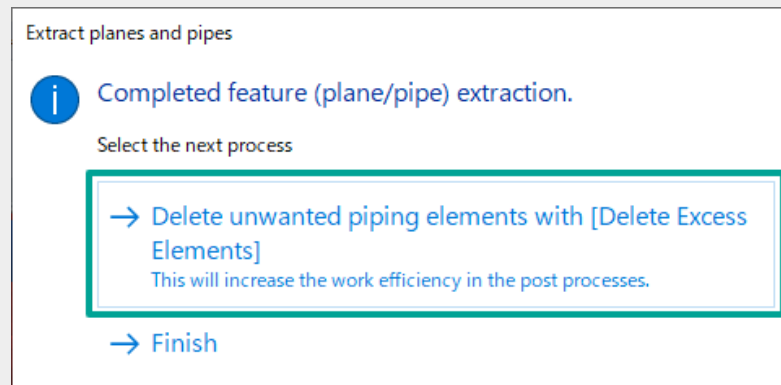 Extract planes and pipes
Completed feature (plane/pipe) extraction.
Select the next process
Delete unwanted piping elements with [Delete Excess
Elements]
This will increase the work efficiency in the post processes.
Finish